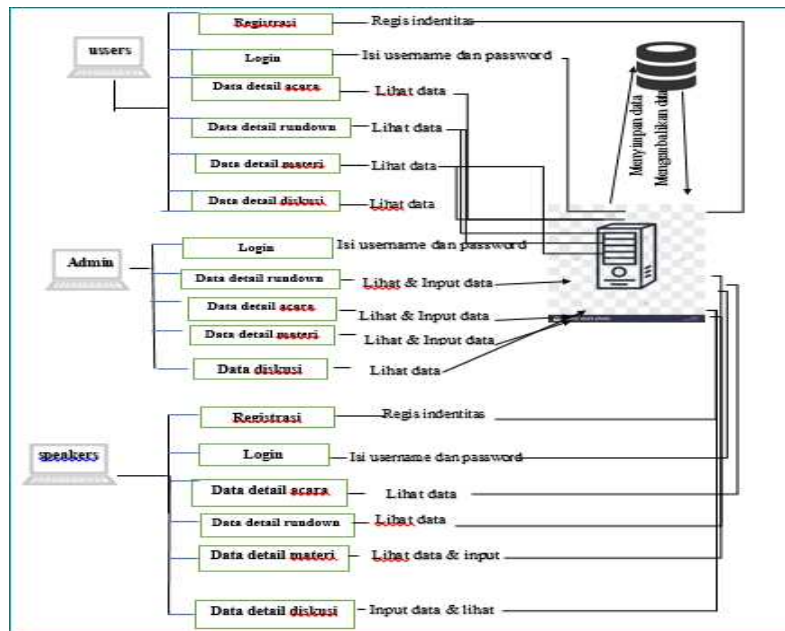 ussers
Registrasi
Regis indentitas
Login
Isi username dan password
Data detail acara
Lihat data
Data detail rundown
Lihat data
Data detail materi
Lihat data
Data detail diskusi
Lihat data
Menyimpan data
Mengambalikan data
Admin
Login
Isi username dan password
Data detail rundown
Lihat & Input data
Data detail acara
Lihat & Input data
Data detail materi
Lihat & Input data
Data diskusi
Lihat data
speakers
Registrasi
Regis indentitas
Login
Isi username dan password
Data detail acara
Lihat data
Data detail rundown
Lihat data
Data detail materi
Lihat data & input
Data detail diskusi
Input data & lihat